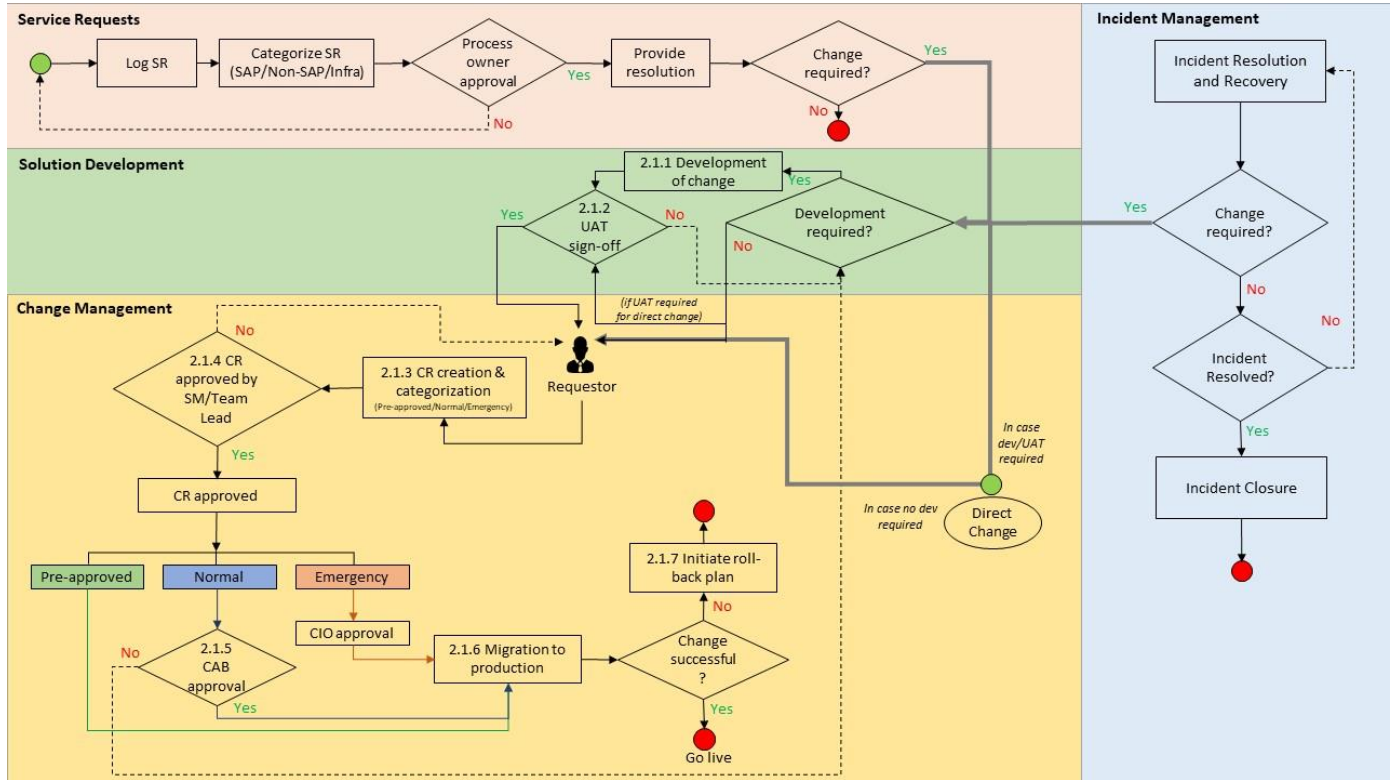 Service Requests
Log SR
Categorize SR
(SAP/Non-SAP/Infra)
Process
owner
approval
Yes
No
Provide
resolution
Change
required?
Yes
No
Incident Management
Incident Resolution
and Recovery
Change
required?
Yes
No
Incident
Resolved?
No
Yes
Incident Closure
Solution Development
2.1.1 Development
of change
Yes
Development
required?
No
2.1.2
UAT
sign-off
Yes
No
(if UAT required
for direct change)
Change Management
No
2.1.4 CR
approved by
SM/Team
Lead
Yes
2.1.3 CR creation &
categorization
(Pre-approved/Normal/Emergency)
Requestor
In case
dev/UAT
required
In case no dev
required
Direct
Change
CR approved
Pre-approved
Normal
Emergency
CIO approval
No
2.1.5
CAB
approval
Yes
2.1.6 Migration to
production
2.1.7 Initiate roll-
back plan
No
Change
successful
?
Yes
Go live